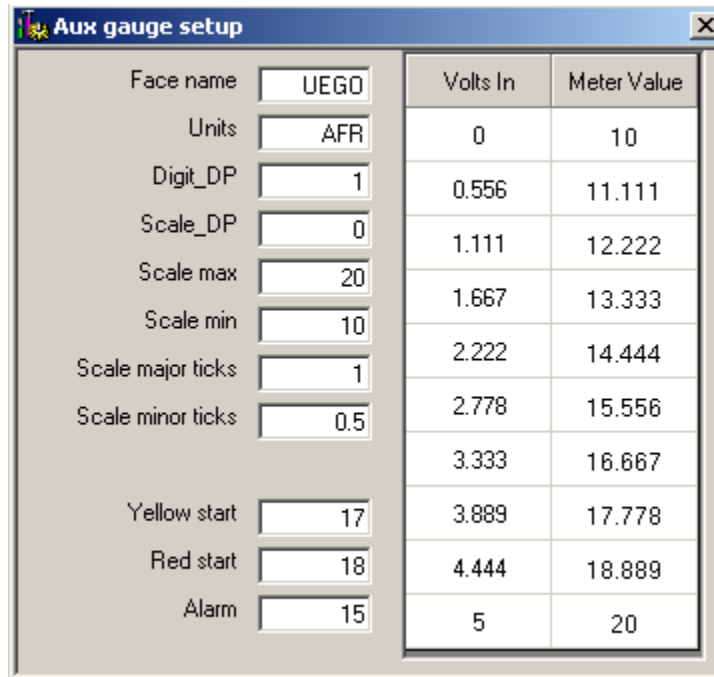 Aux gauge setup
Face name UEGO
Units AFR
Digit_DP 1
Scale_DP 0
Scale max 20
Scale min 10
Scale major ticks 1
Scale minor ticks 0.5
Yellow start 17
Red start 18
Alarm 15
Volts In Meter Value
0 10
0.556 11.111
1.111 12.222
1.667 13.333
2.222 14.444
2.778 15.556
3.333 16.667
3.889 17.778
4.444 18.889
5 20